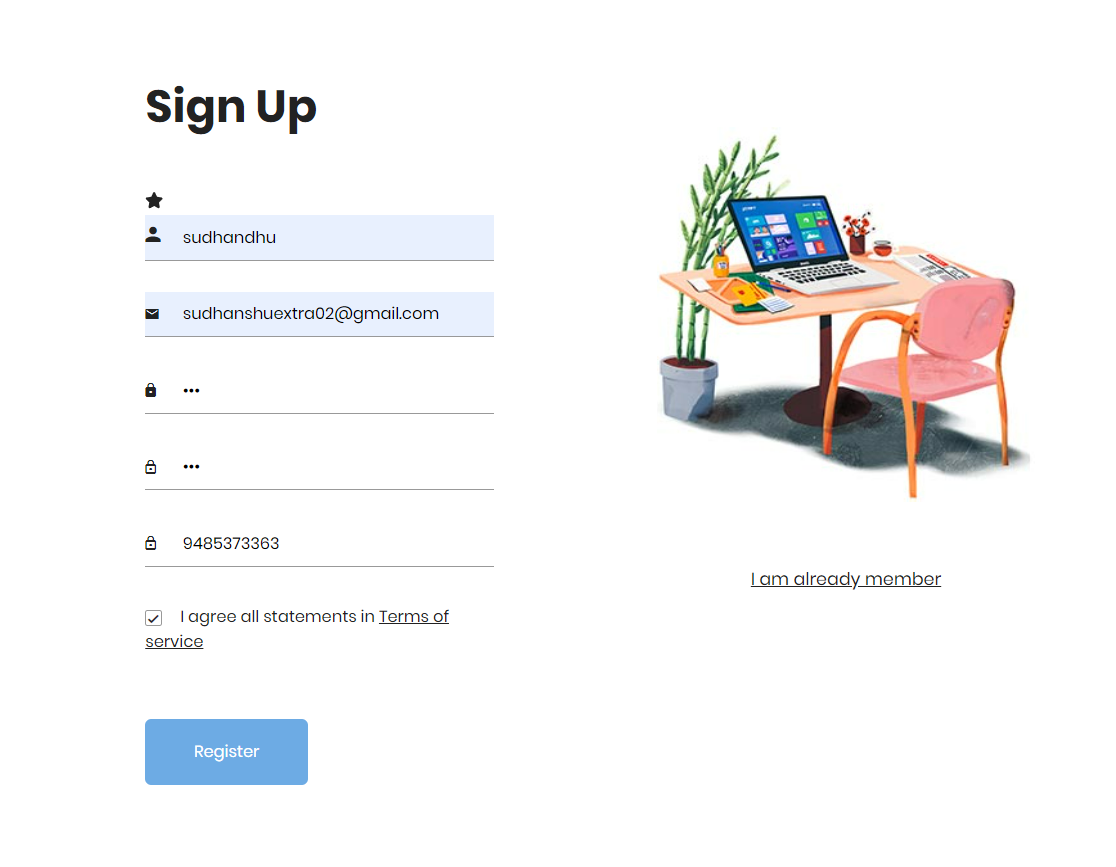 Sign Up
sudhandhu
sudhanshuextra02@gmail.com
•••
•••
9485373363
I agree all statements in Terms of
service
Register
I am already member